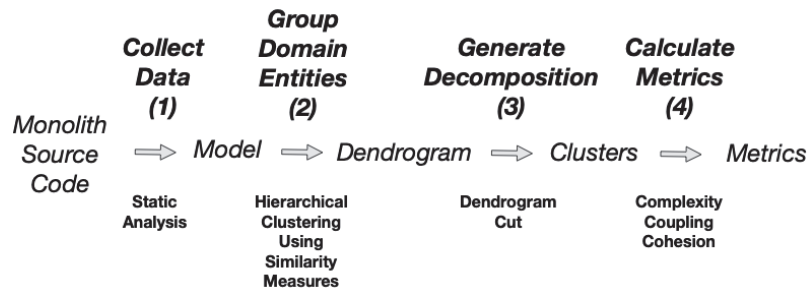 Collect
Data
(1)
Group
Domain
Entities
(2)
Generate
Decomposition
(3)
Calculate
Metrics
(4)
Monolith
Source
Code
Model
Dendrogram
Clusters
Metrics
Static
Analysis
Hierarchical
Clustering
Using
Similarity
Measures
Dendrogram
Cut
Complexity
Coupling
Cohesion